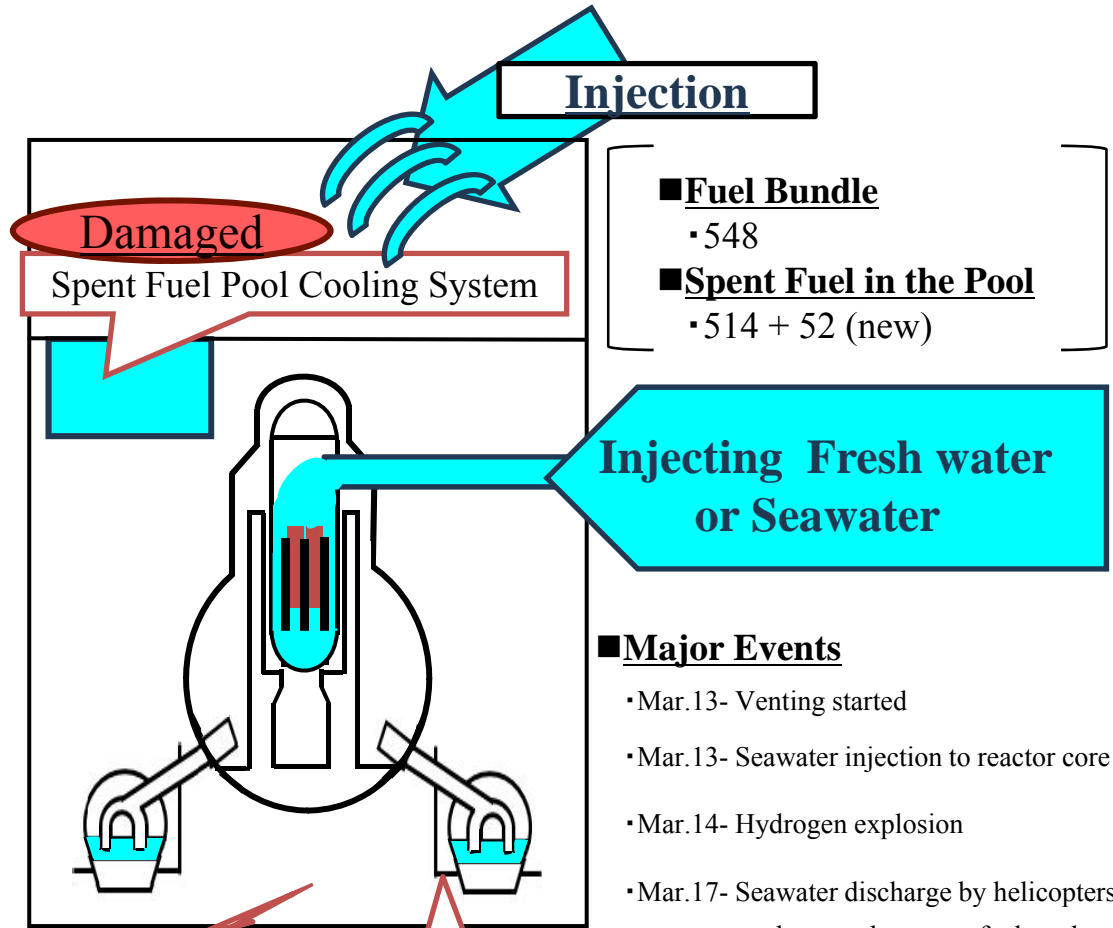 Injection
Damaged
Spent Fuel Pool Cooling System
■Fuel Bundle
・548
■Spent Fuel in the Pool
・514 + 52 (new)
Injecting Fresh water
or Seawater
■Major Events
・Mar.13- Venting started
・Mar.13- Seawater injection to reactor core
・Mar.14- Hydrogen explosion
・Mar.17- Seawater discharge by helicopters